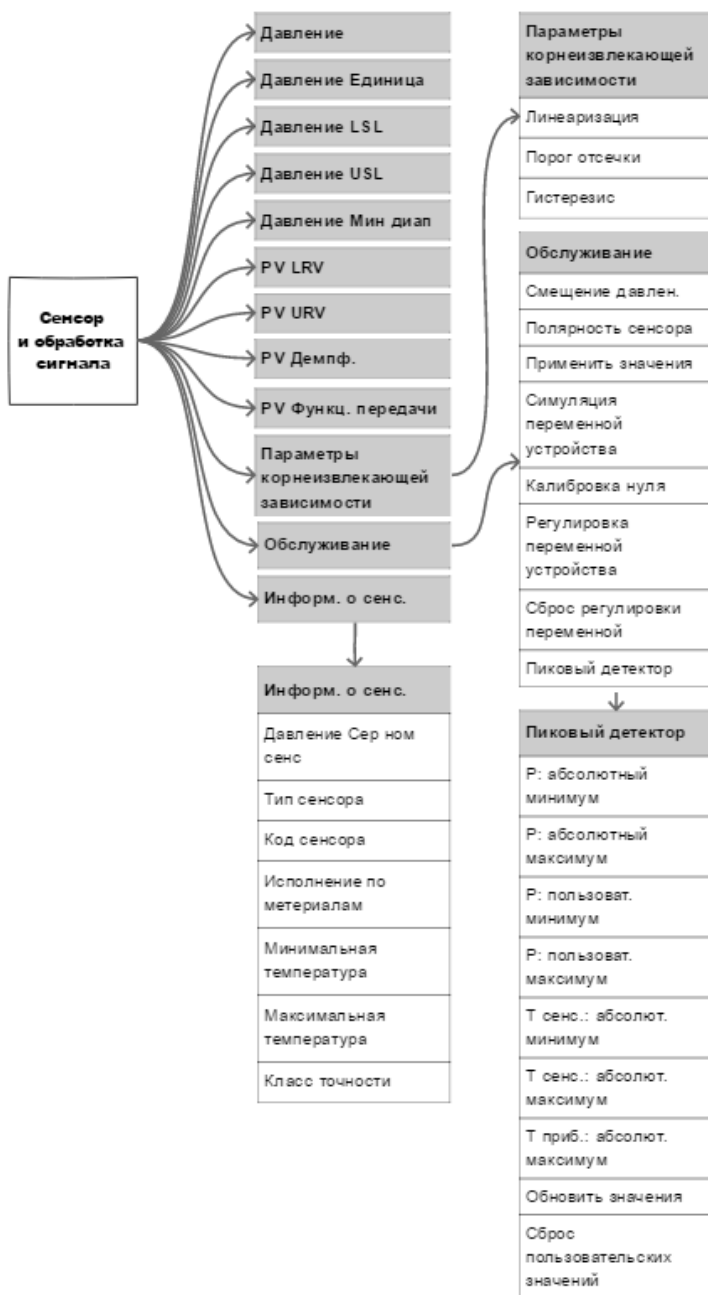 Сенсор
и обработка
сигнала
Давление
Давление Единица
Давление LSL
Давление USL
Давление Мин диап
PV LRV
PV URV
PV Демпф.
PV Функц. передачи
Параметры
корнеизвлекающей
зависимости
Обслуживание
Информ. о сенс.
Информ. о сенс.
Давление Сер ном
сенс
Тип сенсора
Код сенсора
Исполнение по
метериалам
Минимальная
температура
Максимальная
температура
Класс точности
Параметры
корнеизвлекающей
зависимости
Линеаризация
Порог отсечки
Гистерезис
Обслуживание
Смещение давлен.
Полярность сенсора
Применить значения
Симуляция
переменной
устройства
Калибровка нуля
Регулировка
переменной
устройства
Сброс регулировки
переменной
Пиковый детектор
Пиковый детектор
P: абсолютный
минимум
P: абсолютный
максимум
P: пользоват.
минимум
P: пользоват.
максимум
T сенс.: абсолют.
минимум
T сенс.: абсолют.
максимум
T приб.: абсолют.
максимум
Обновить значения
Сброс
пользовательских
значений